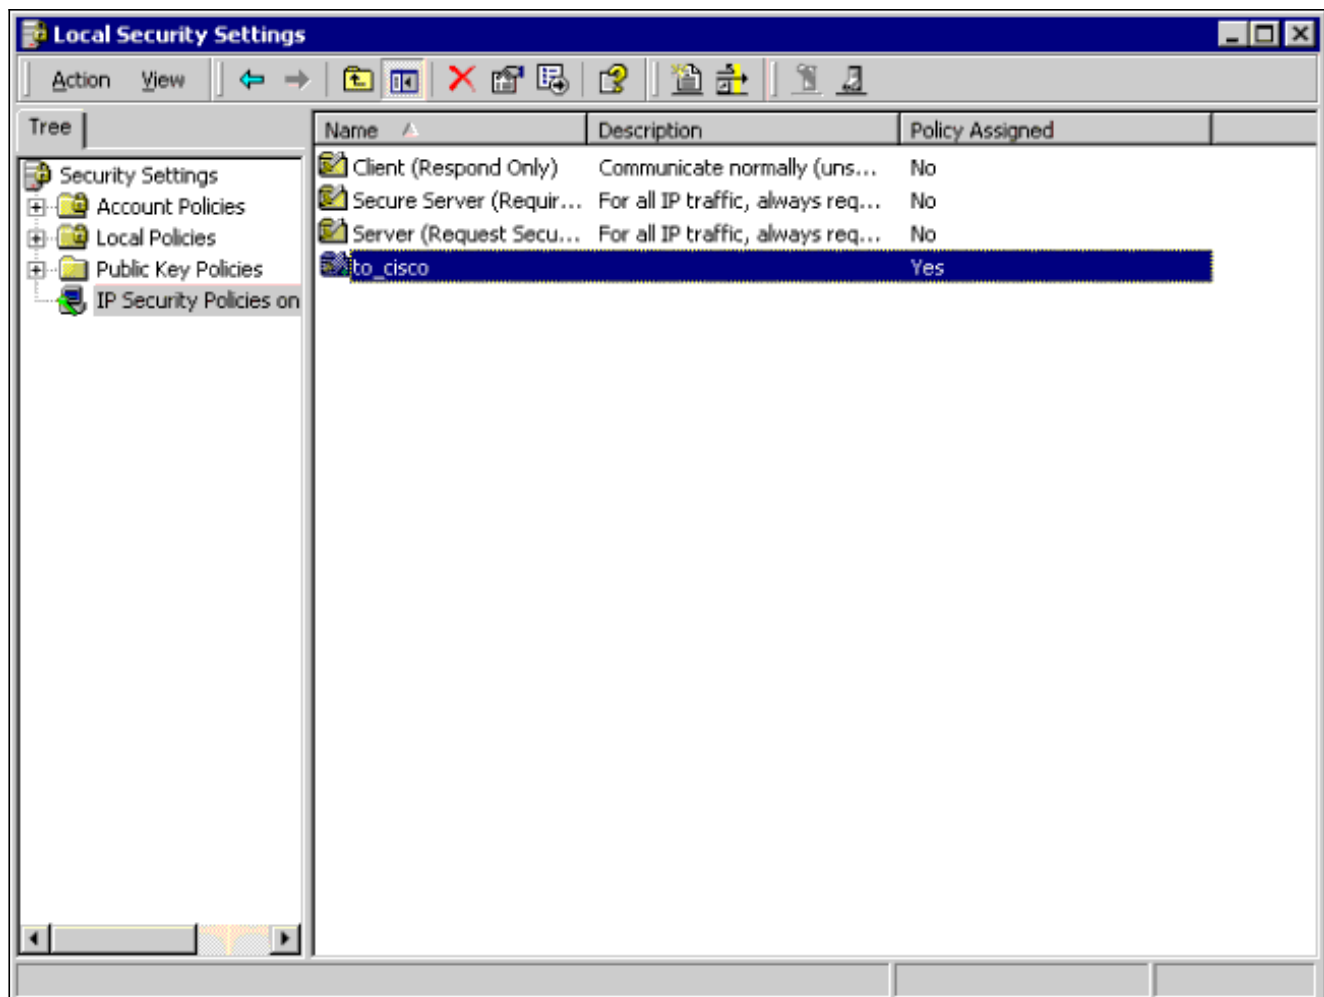 Local Security Settings
Action View
Tree
Security Settings
Account Policies
Local Policies
Public Key Policies
IP Security Policies on
Name Description Policy Assigned
Client (Respond Only) Communicate normally (uns... No
Secure Server (Requir... For all IP traffic, always req... No
Server (Request Secu... For all IP traffic, always req... No
to_cisco Yes